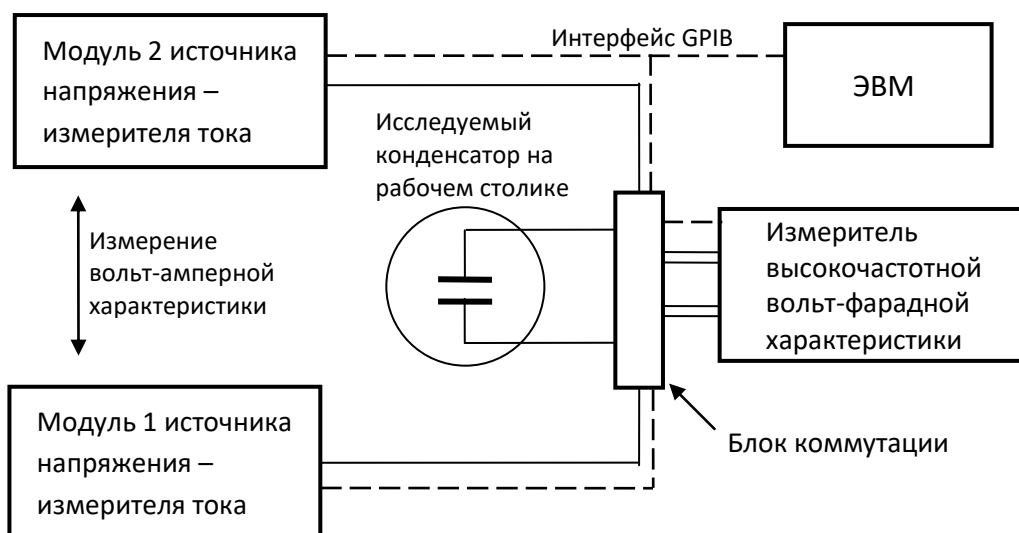 Модуль 2 источника
напряжения –
измерителя тока
Интерфейс GPIB
ЭВМ
Исследуемый
конденсатор на
рабочем столике
Измерение
вольт-амперной
характеристики
Измеритель
высокочастотной
вольт-фарадной
характеристики
Модуль 1 источника
напряжения –
измерителя тока
Блок коммутации